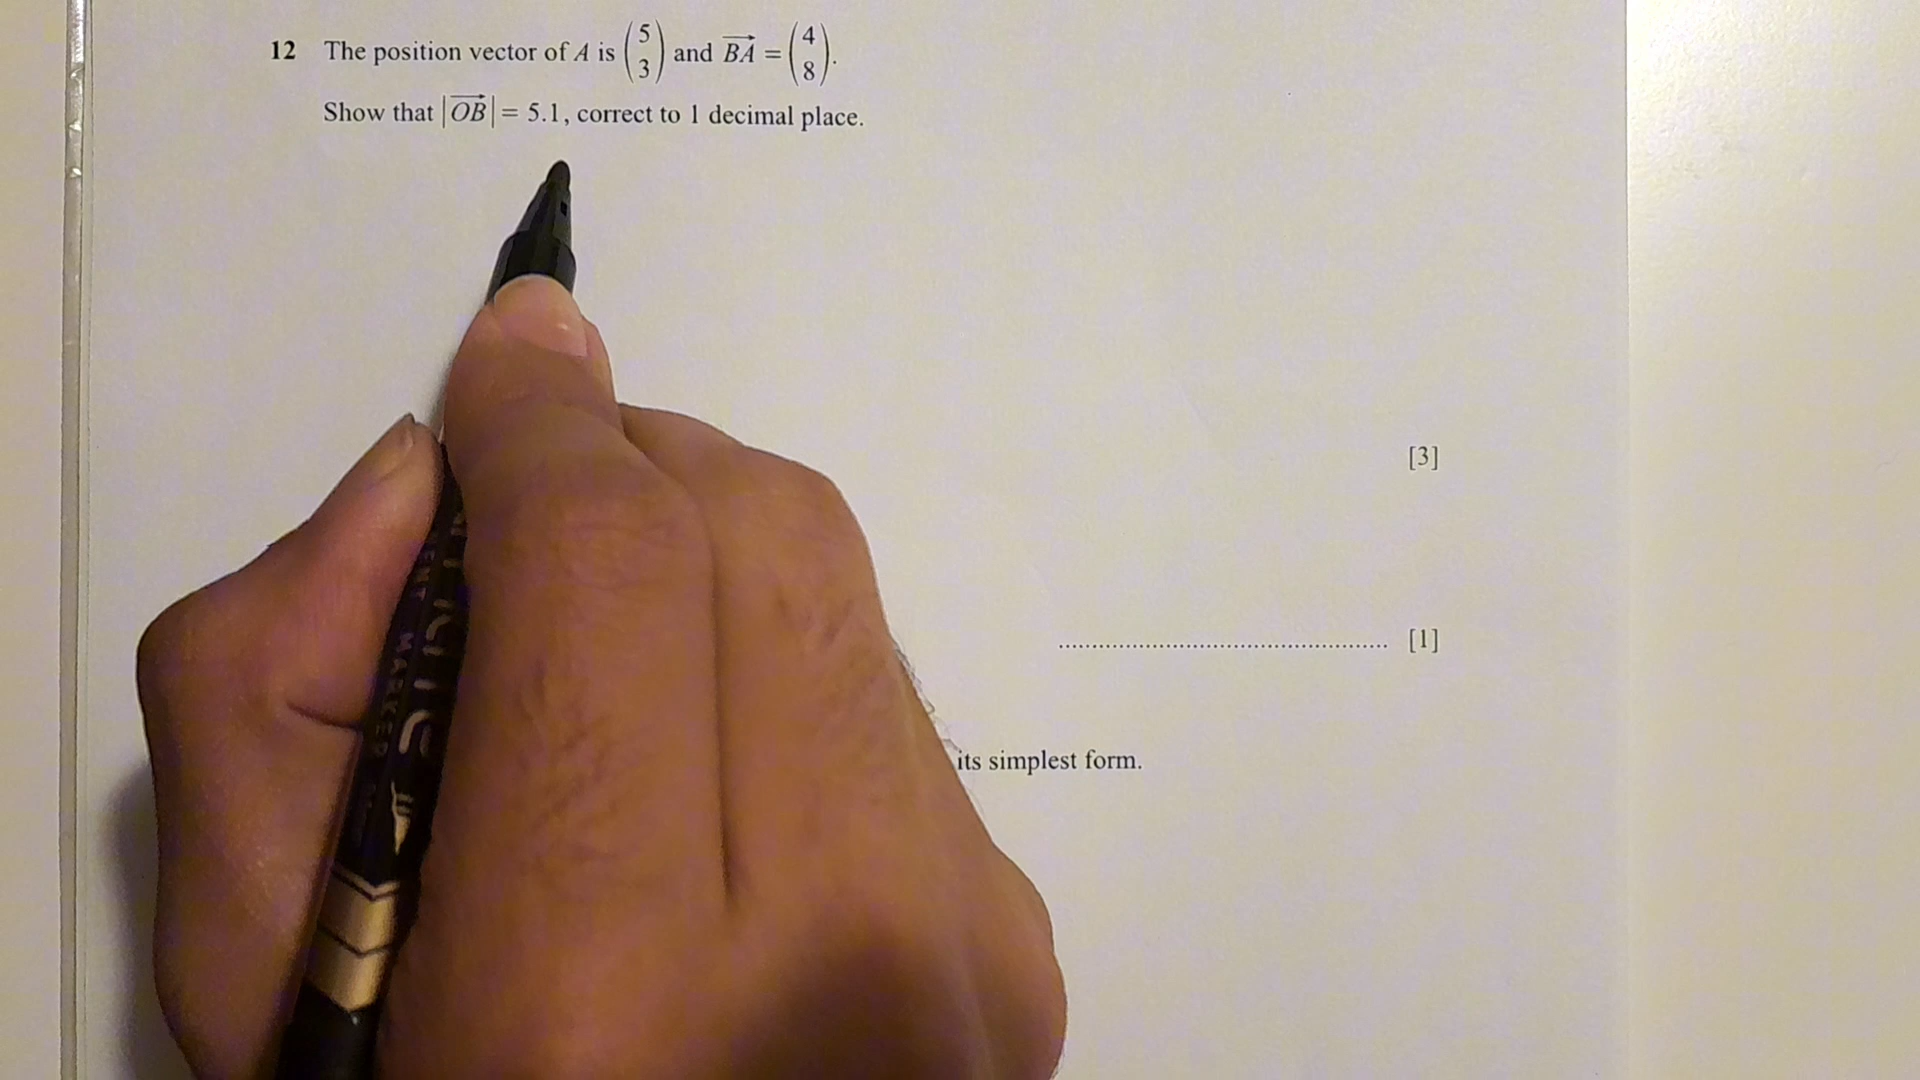 12 The position vector of A is (5 3) and BA = (4 8).
Show that |OB| = 5.1, correct to 1 decimal place.
[3]
........................................ [1]
its simplest form.
MARKER